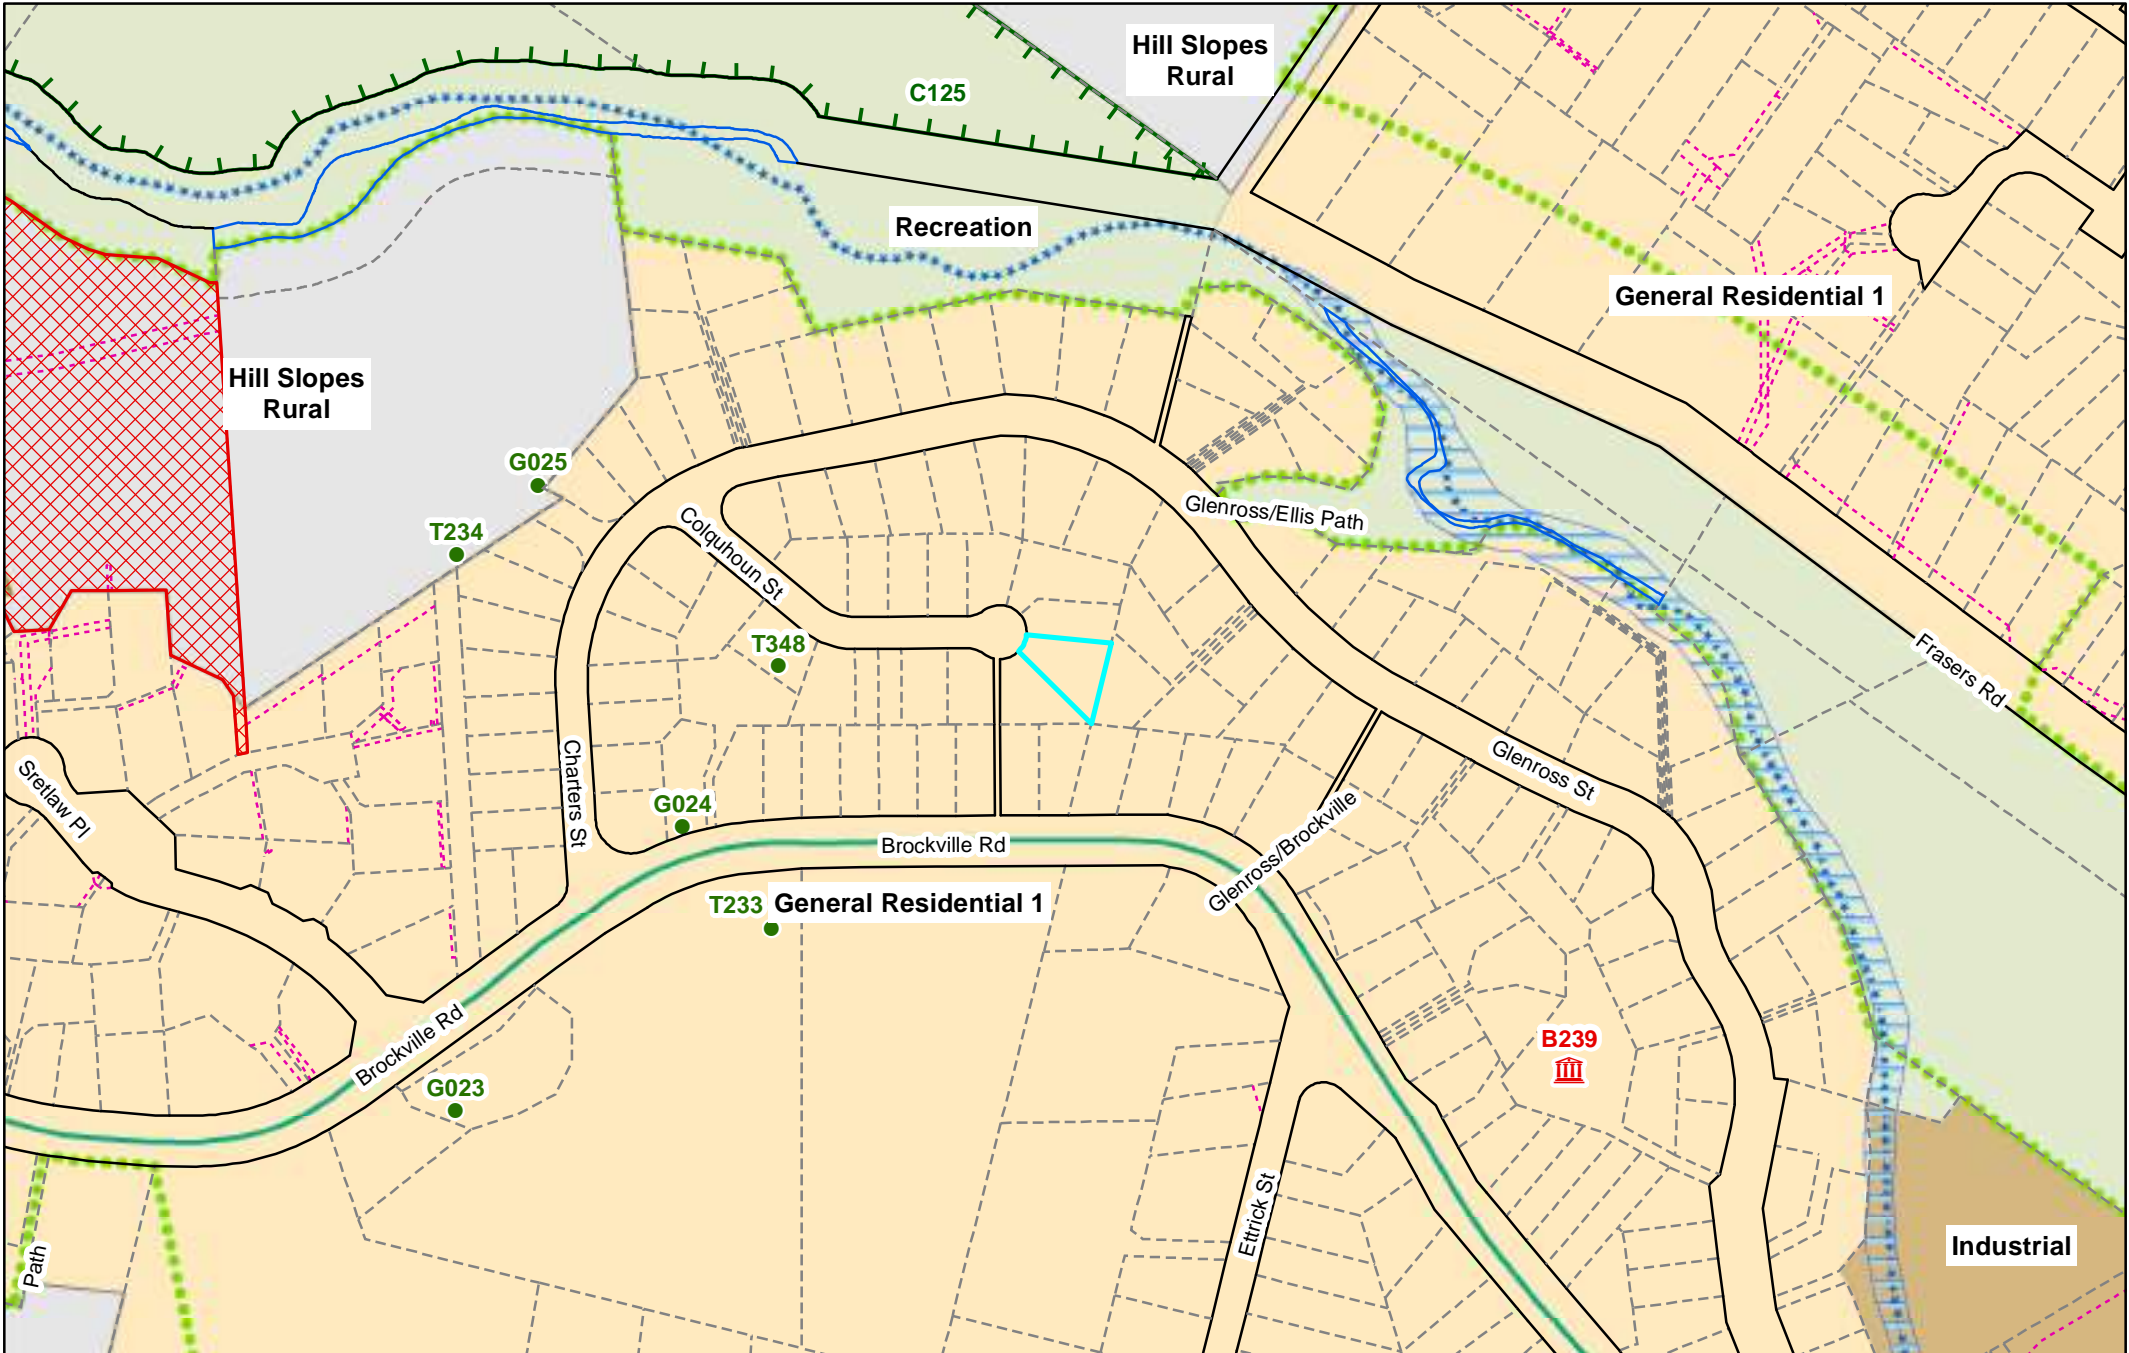 Hill Slopes
Rural
C125
Recreation
General Residential 1
Hill Slopes
Rural
G025
T234
Colquhoun St
Glenross/Ellis Path
T348
Frasers Rd
Sretlaw Pl
Charters St
Glenross St
G024
Brockville Rd
Glenross/Brockville
T233
General Residential 1
Brockville Rd
G023
B239
Ettrick St
Path
Industrial